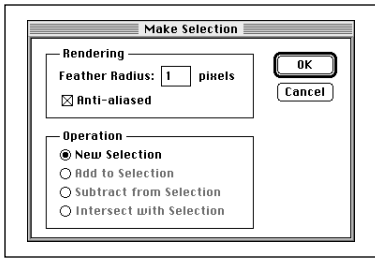 Make Selection
Rendering
Feather Radius: 1 pixels
Anti-aliased
OK
Cancel
Operation
New Selection
Add to Selection
Subtract from Selection
Intersect with Selection